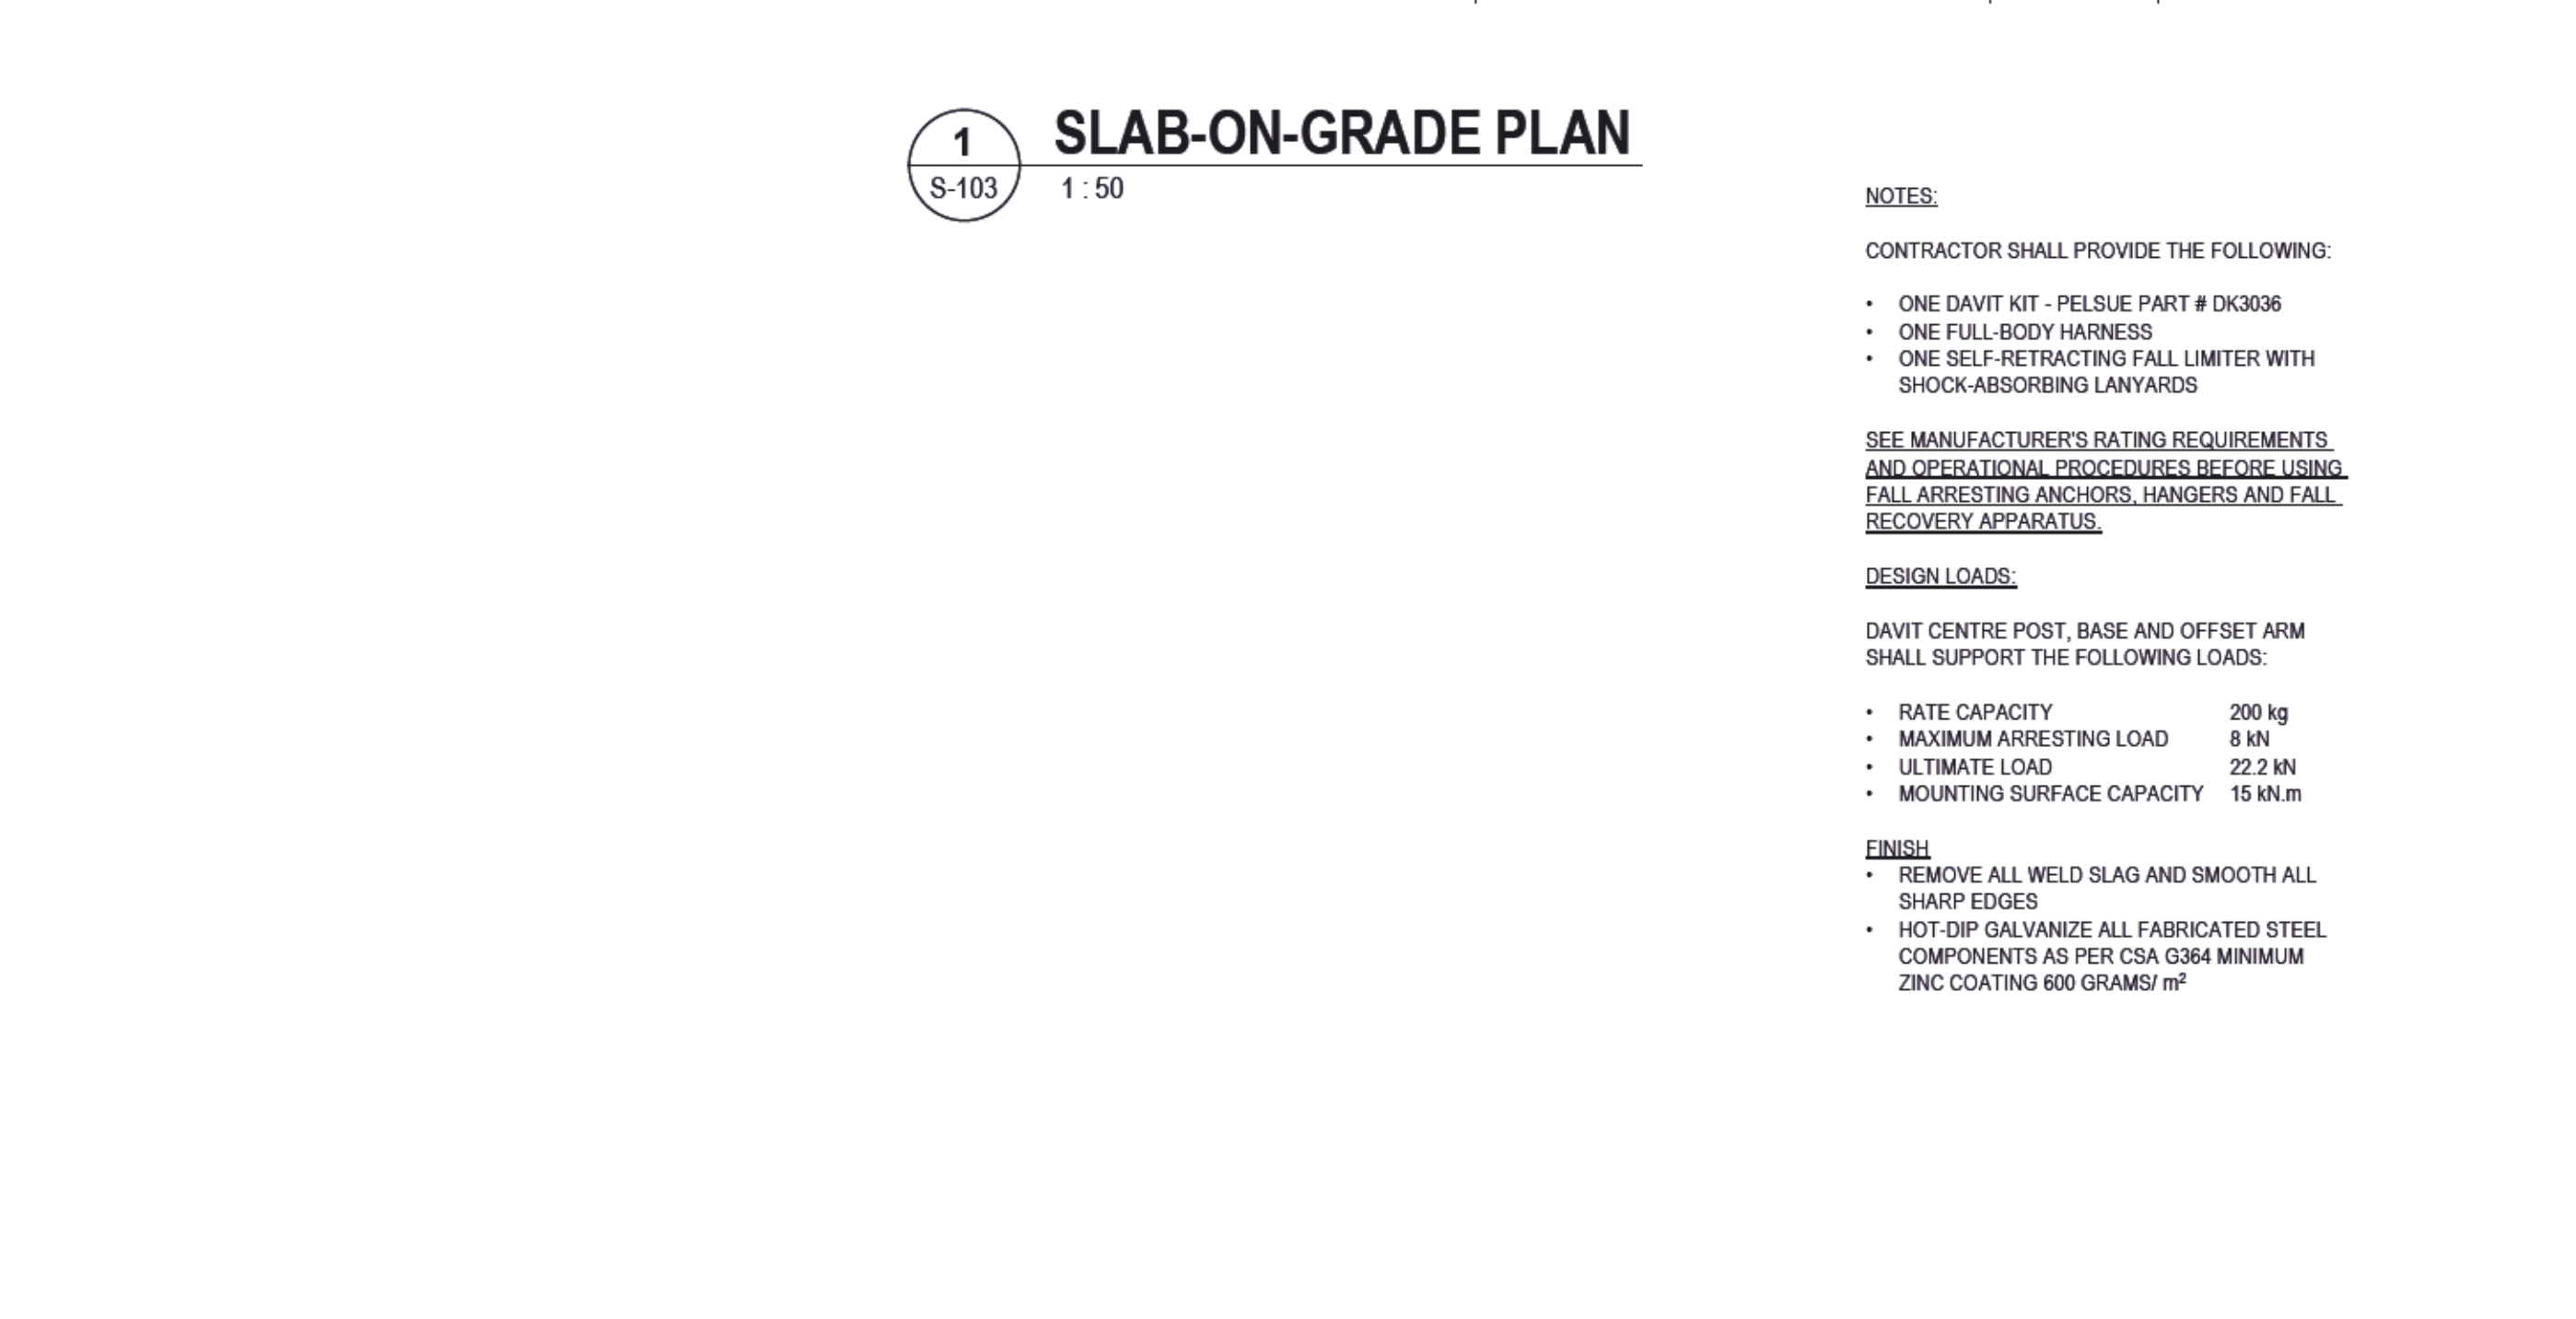 1
S-103
SLAB-ON-GRADE PLAN
1 : 50
NOTES:
CONTRACTOR SHALL PROVIDE THE FOLLOWING:
• ONE DAVIT KIT - PELSUE PART # DK3036
• ONE FULL-BODY HARNESS
• ONE SELF-RETRACTING FALL LIMITER WITH
SHOCK-ABSORBING LANYARDS
SEE MANUFACTURER'S RATING REQUIREMENTS
AND OPERATIONAL PROCEDURES BEFORE USING
FALL ARRESTING ANCHORS, HANGERS AND FALL
RECOVERY APPARATUS.
DESIGN LOADS:
DAVIT CENTRE POST, BASE AND OFFSET ARM
SHALL SUPPORT THE FOLLOWING LOADS:
• RATE CAPACITY 200 kg
• MAXIMUM ARRESTING LOAD 8 kN
• ULTIMATE LOAD 22.2 kN
• MOUNTING SURFACE CAPACITY 15 kN.m
FINISH
• REMOVE ALL WELD SLAG AND SMOOTH ALL
SHARP EDGES
• HOT-DIP GALVANIZE ALL FABRICATED STEEL
COMPONENTS AS PER CSA G364 MINIMUM
ZINC COATING 600 GRAMS/ m²